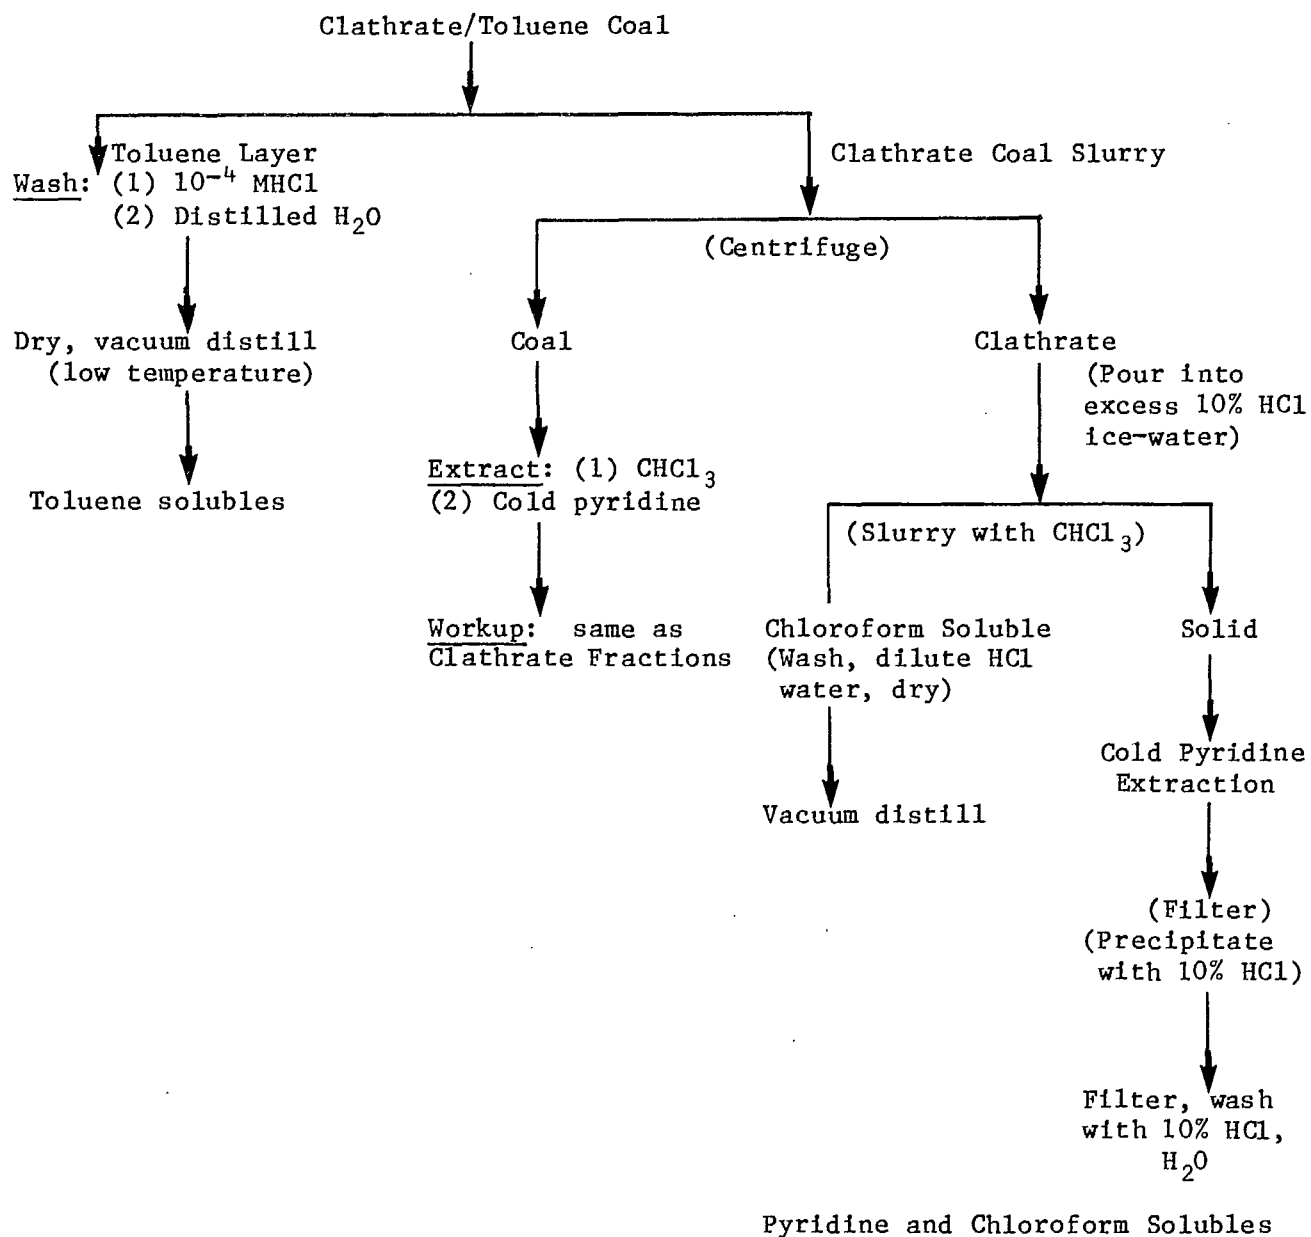 Clathrate/Toluene Coal
Toluene Layer
Wash: (1) 10⁻⁴ MHCl
(2) Distilled H₂O
Dry, vacuum distill
(low temperature)
Toluene solubles
Clathrate Coal Slurry
(Centrifuge)
Coal
Extract: (1) CHCl₃
(2) Cold pyridine
Workup: same as
Clathrate Fractions
Clathrate
(Pour into
excess 10% HCl
ice-water)
(Slurry with CHCl₃)
Chloroform Soluble
(Wash, dilute HCl
water, dry)
Vacuum distill
Solid
Cold Pyridine
Extraction
(Filter)
(Precipitate
with 10% HCl)
Filter, wash
with 10% HCl,
H₂O
Pyridine and Chloroform Solubles